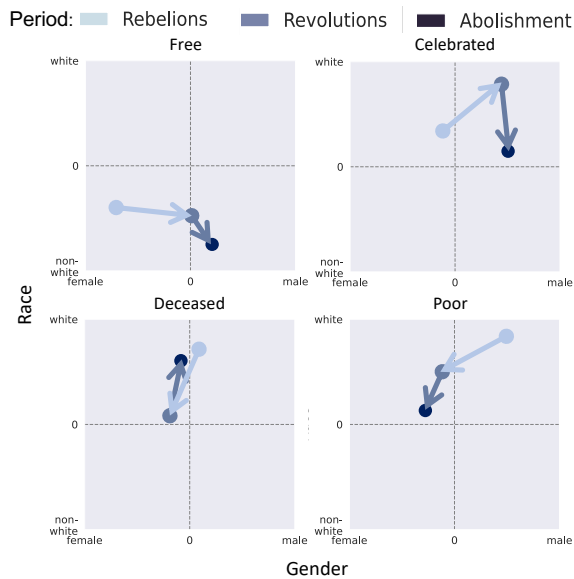 Period: Rebelions Revolutions Abolishment
Free
Celebrated
white
0
non-
white
female
0
male
white
0
non-
white
female
0
male
Race
Deceased
Poor
white
0
non-
white
female
0
male
white
0
non-
white
female
0
male
Gender